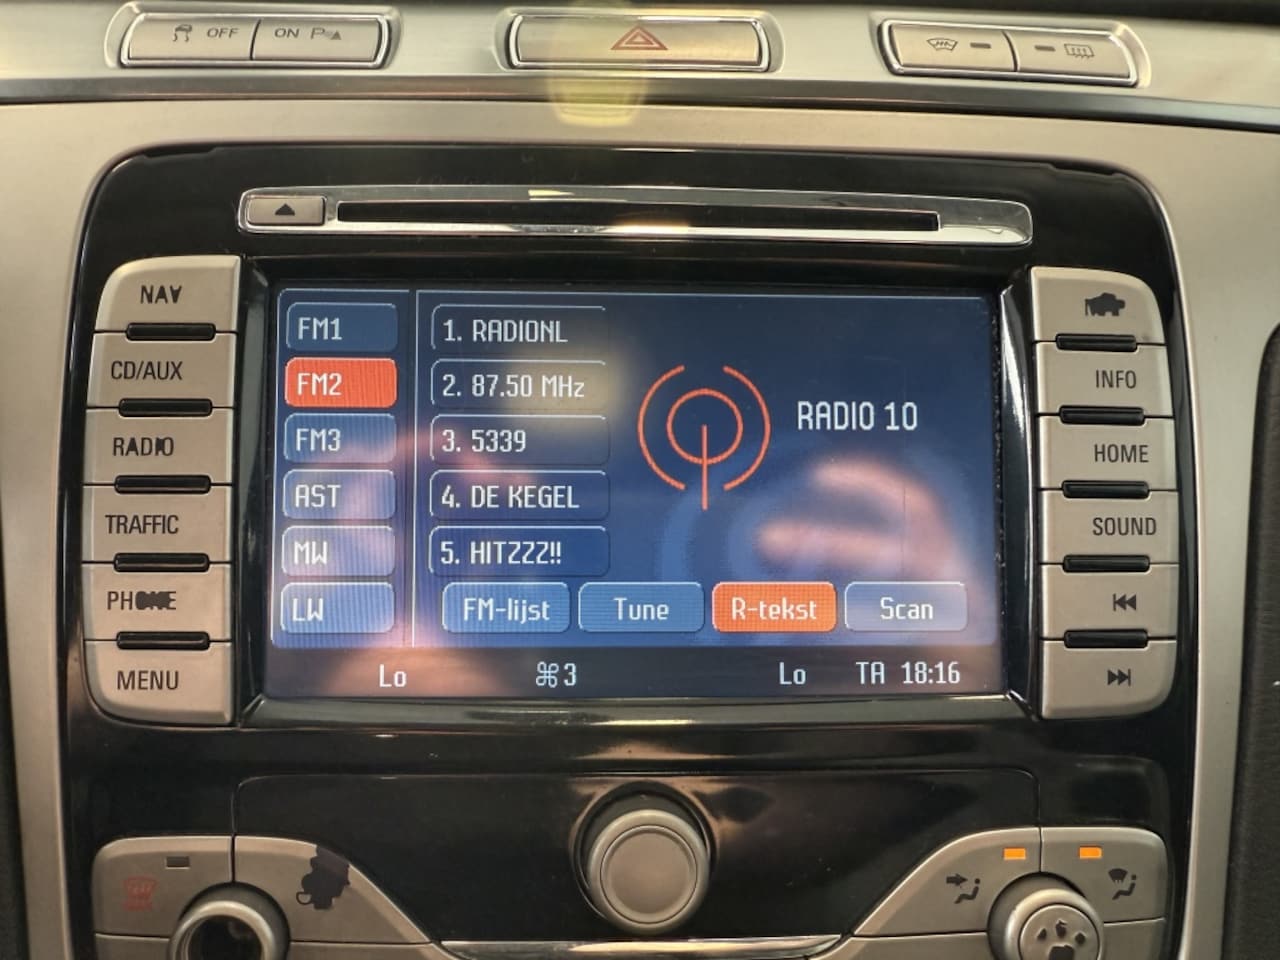 OFF ON P
NAV
CD/AUX
RADIO
TRAFFIC
PHONE
MENU
FM1
FM2
FM3
AST
MW
LW
1. RADIONL
2. 87.50 MHz
3. 5339
4. DE KEGEL
5. HITZZZ!!
RADIO 10
FM-lijst Tune R-tekst Scan
Lo ⌘3 Lo TA 18:16
INFO
HOME
SOUND